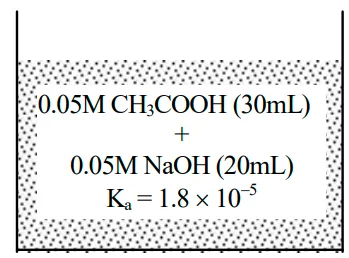 0.05M CH₃COOH (30mL)
+
0.05M NaOH (20mL)
Kₐ = 1.8 × 10⁻⁵